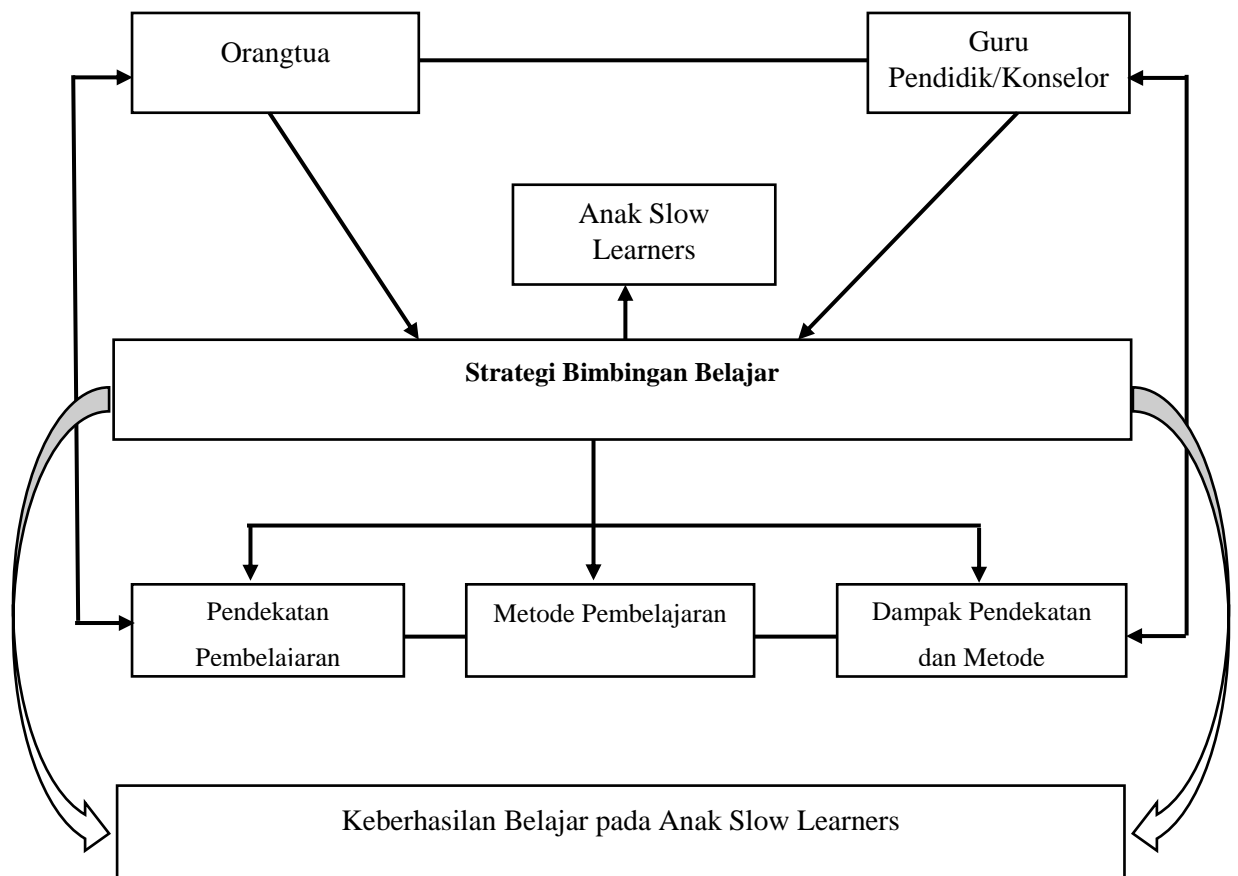 Orangtua
Guru
Pendidik/Konselor
Anak Slow
Learners
Strategi Bimbingan Belajar
Pendekatan
Pembelajaran
Metode Pembelajaran
Dampak Pendekatan
dan Metode
Keberhasilan Belajar pada Anak Slow Learners